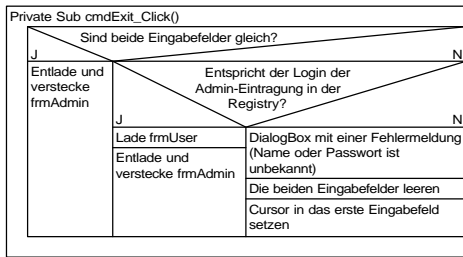 Private Sub cmdExit_Click()
Sind beide Eingabefelder gleich?
J
N
Entlade und
verstecke
frmAdmin
Entspricht der Login der
Admin-Eintragung in der
Registry?
J
N
Lade frmUser
Entlade und
verstecke frmAdmin
DialogBox mit einer Fehlermeldung
(Name oder Passwort ist
unbekannt)
Die beiden Eingabefelder leeren
Cursor in das erste Eingabefeld
setzen